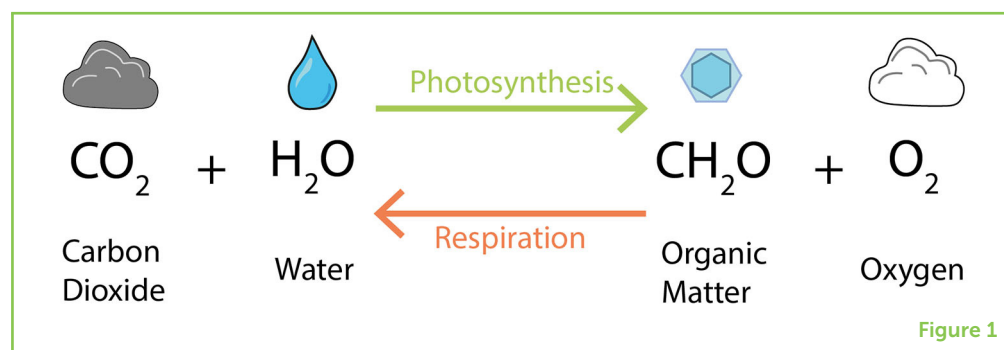 Photosynthesis
CO₂ + H₂O CH₂O + O₂
Respiration
Carbon Dioxide
Water
Organic Matter
Oxygen
Figure 1